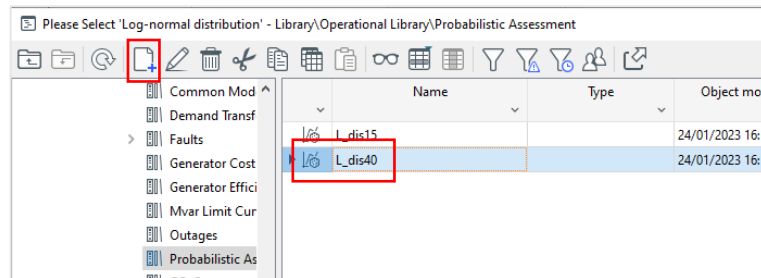 Please Select 'Log-normal distribution' - Library\Operational Library\Probabilistic Assessment
Name
Type
Object mo
Common Mod
Demand Transf
Faults
Generator Cost
Generator Effici
Mvar Limit Cur
Outages
Probabilistic As
L_dis15
24/01/2023 16:
L_dis40
24/01/2023 16: